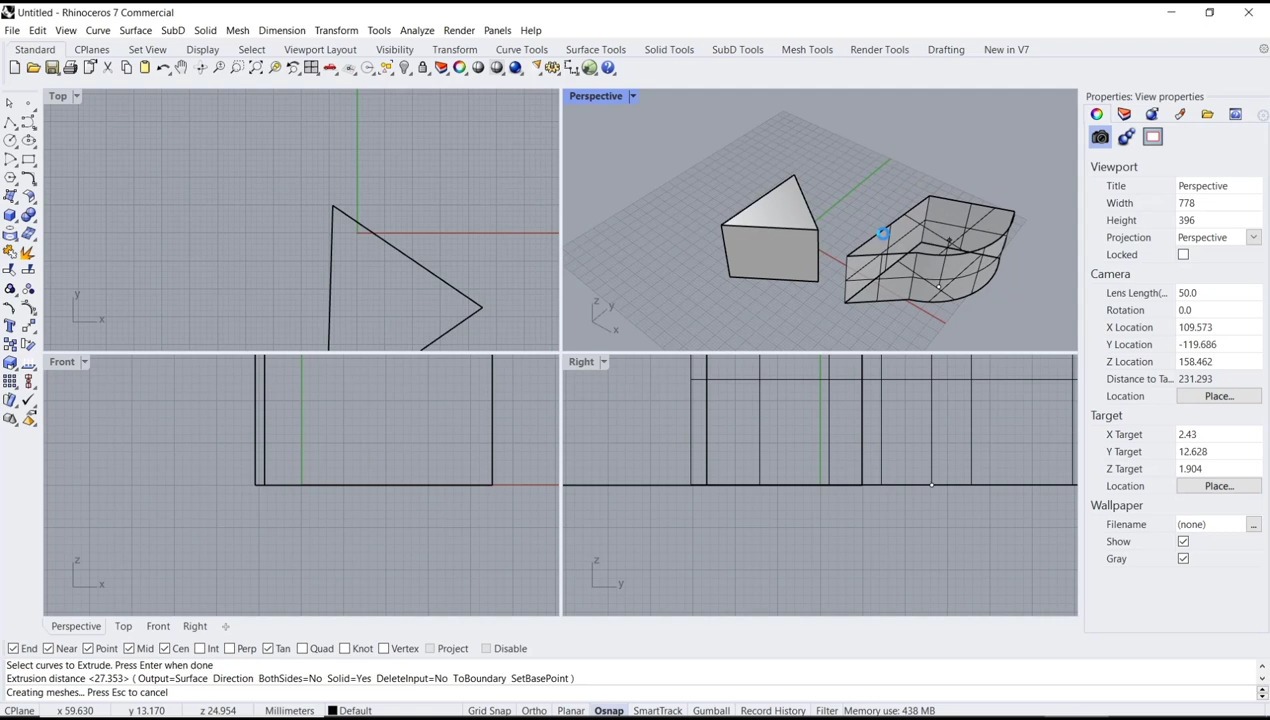 Untitled - Rhinoceros 7 Commercial
File Edit View Curve Surface Solid SubD Mesh Dimension Transform Tools Analyze Render Panels Help
Standard CPlanes Set View Display Select Viewport Layout Visibility Transform Curve Tools Surface Tools Solid Tools SubD Tools Mesh Tools Render Tools Drafting New in V7
Top
Perspective
Properties: View properties
Viewport
Title Perspective
Width 778
Height 396
Projection Perspective
Locked
Camera
Lens Length(... 50.0
Rotation 0.0
X Location 109.573
Y Location -119.686
Z Location 158.462
Distance to Ta... 231.293
Location Place...
Target
X Target 2.43
Y Target 12.628
Z Target 1.904
Location Place...
Wallpaper
Filename (none) ...
Show
Gray
y
x
z
y
x
Front
Right
z
x
z
y
Perspective Top Front Right
End Near Point Mid Cen Int Perp Tan Quad Knot Vertex Project Disable
Select curves to Extrude. Press Enter when done
Extrusion distance <27.353> ( Output=Surface Direction BothSides=No Solid=Yes DeleteInput=No ToBoundary SetBasePoint )
Creating meshes... Press Esc to cancel
CPlane x 59.630 y 13.170 z 24.954 Millimeters Default Grid Snap Ortho Planar Osnap SmartTrack Gumball Record History Filter Memory use: 438 MB